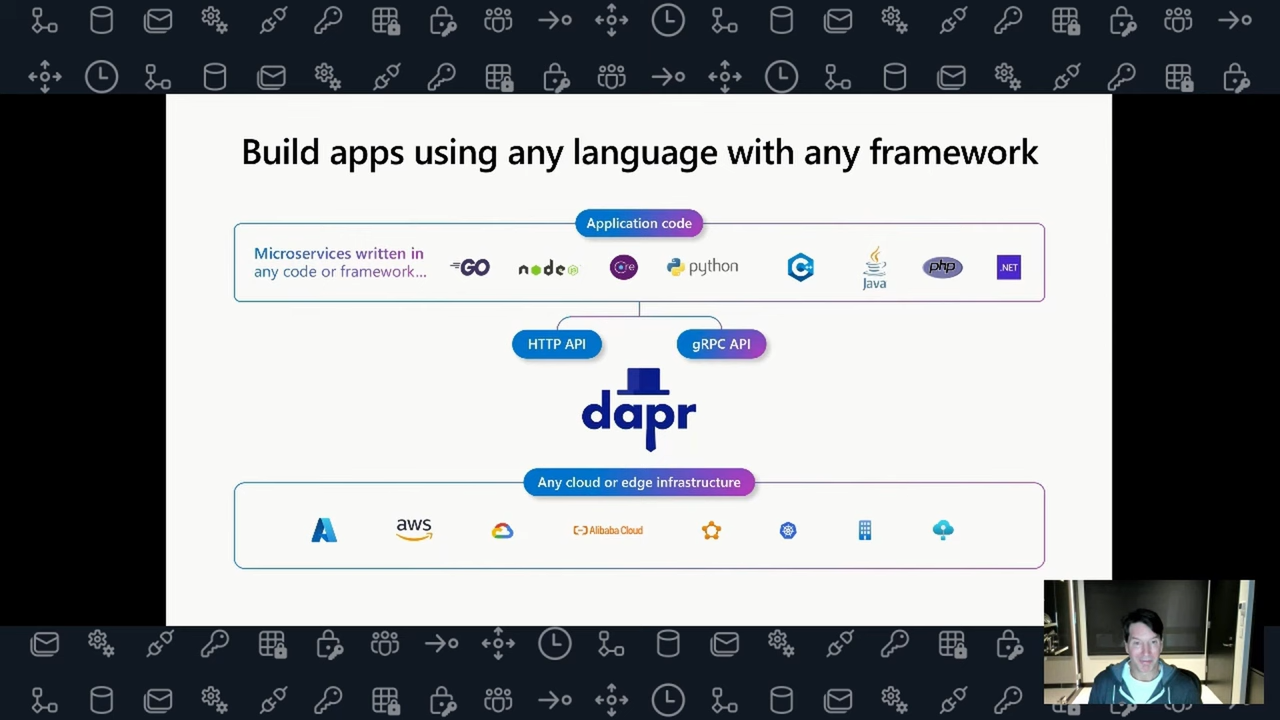 Build apps using any language with any framework
Application code
Microservices written in
any code or framework...
GO
node
Core
python
C++
Java
php
.NET
HTTP API
gRPC API
dapr
Any cloud or edge infrastructure
aws
Alibaba Cloud